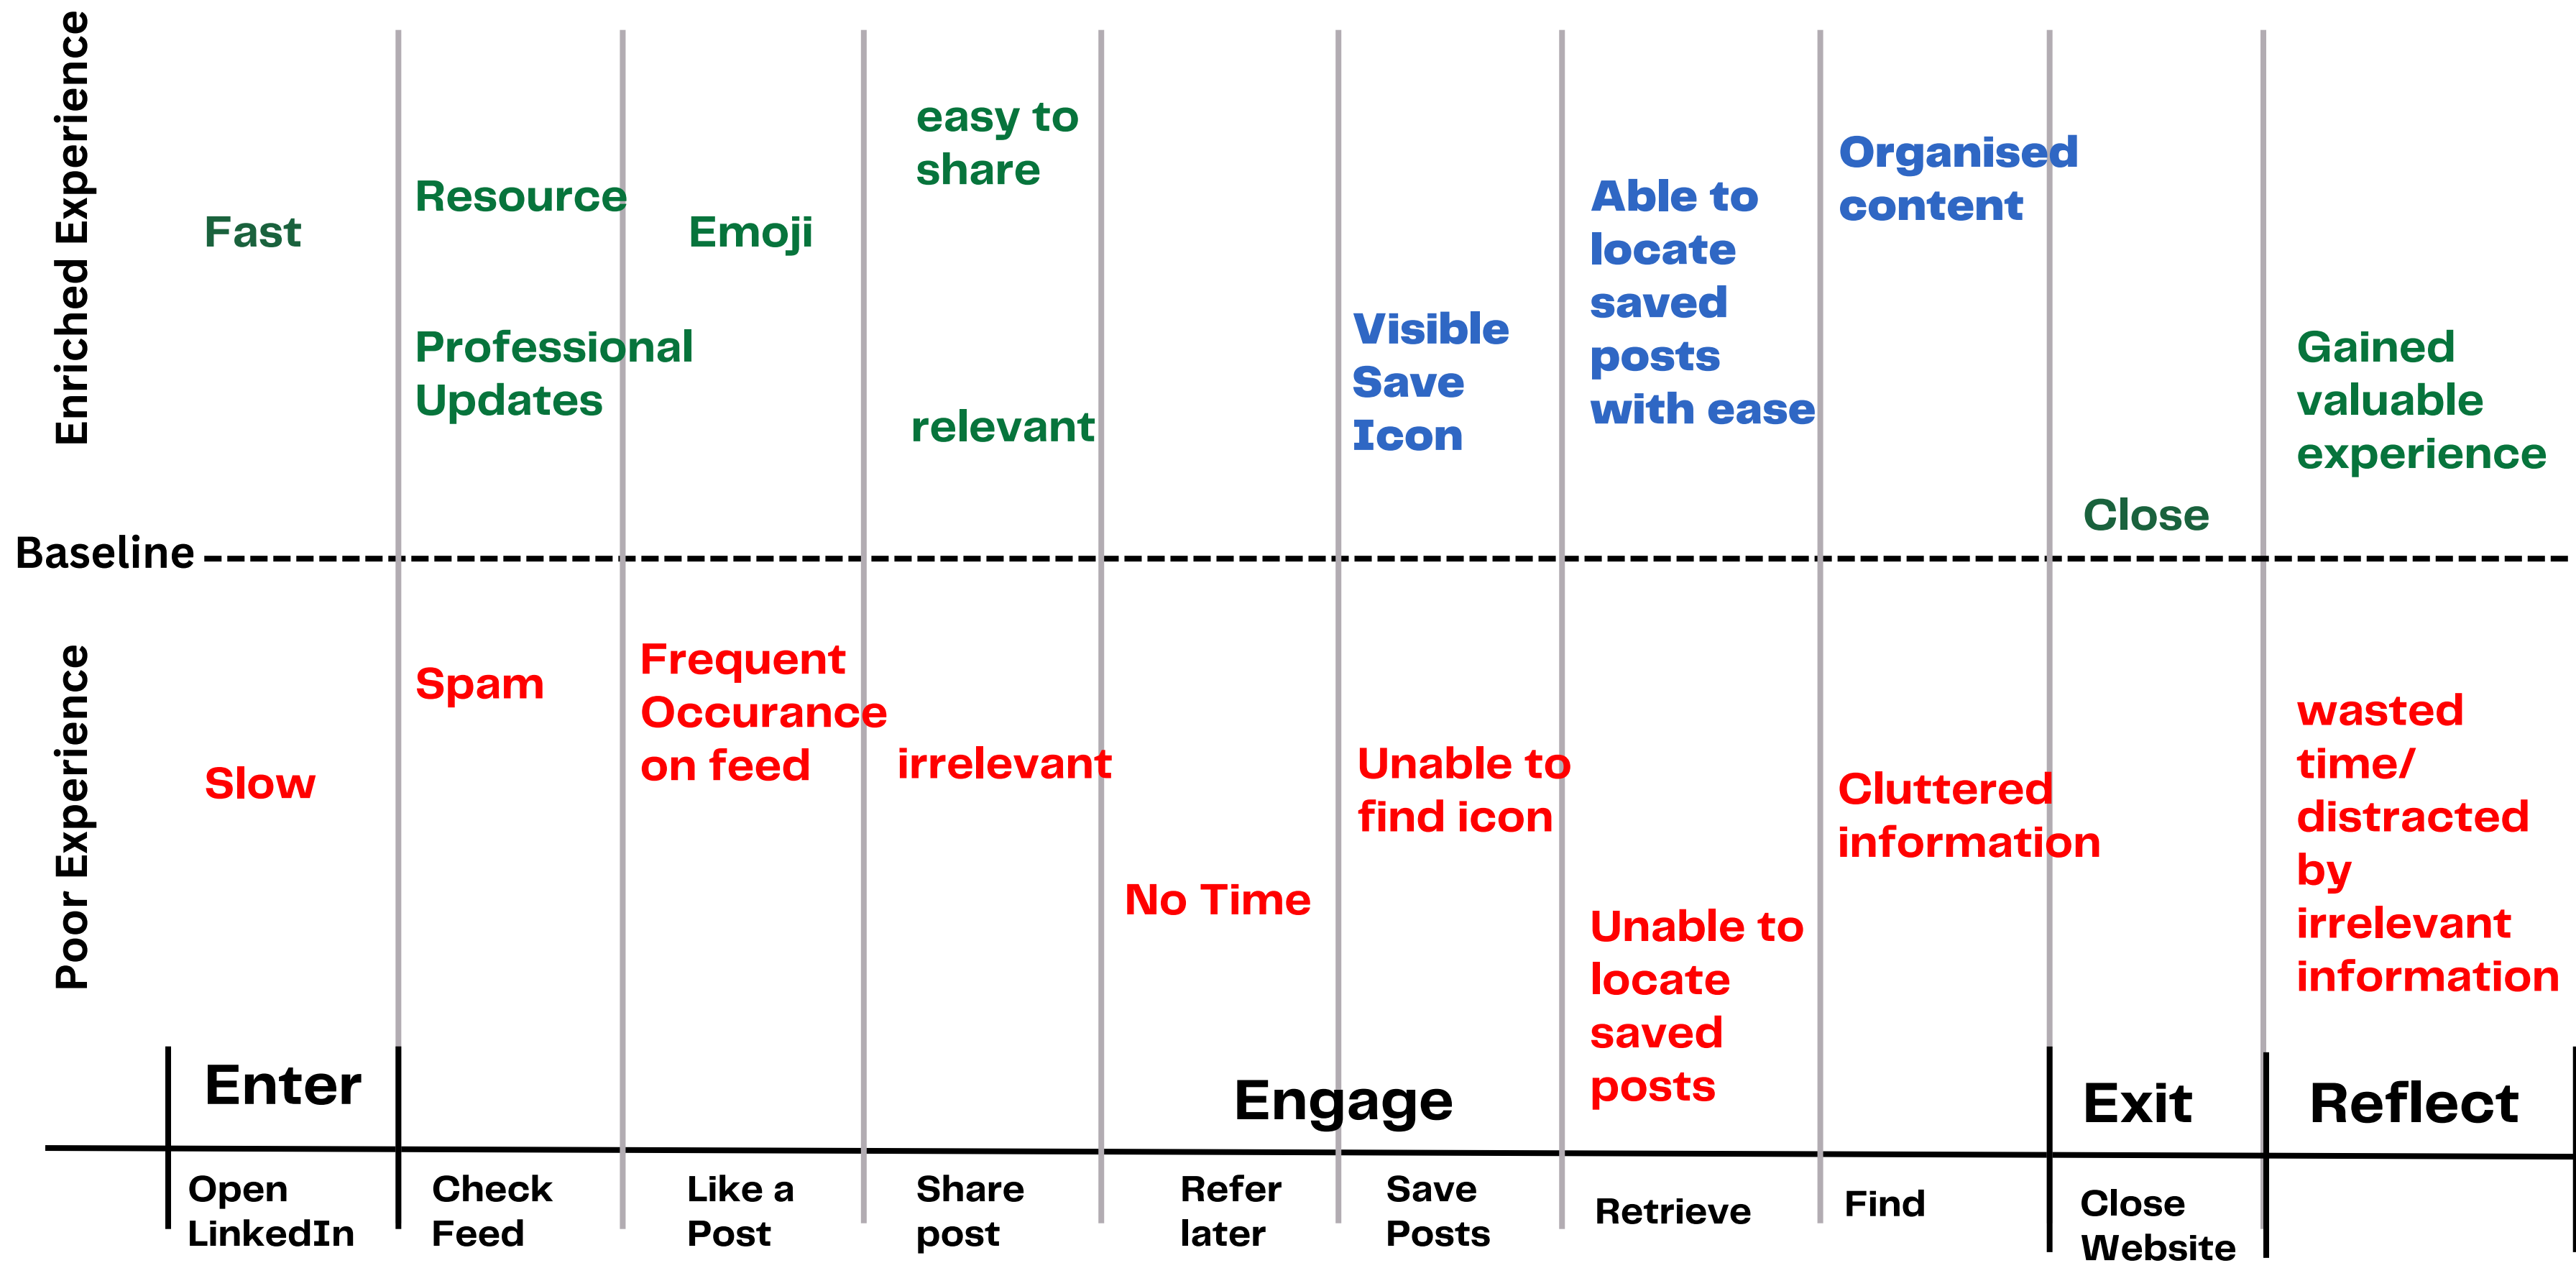 Enriched Experience
Fast
Resource
Professional
Updates
Emoji
easy to
share
relevant
Visible
Save
Icon
Able to
locate
saved
posts
with ease
Organised
content
Close
Gained
valuable
experience
Baseline
Poor Experience
Slow
Spam
Frequent
Occurance
on feed
irrelevant
No Time
Unable to
find icon
Unable to
locate
saved
posts
Cluttered
information
wasted
time/
distracted
by
irrelevant
information
Enter
Engage
Exit
Reflect
Open
LinkedIn
Check
Feed
Like a
Post
Share
post
Refer
later
Save
Posts
Retrieve
Find
Close
Website